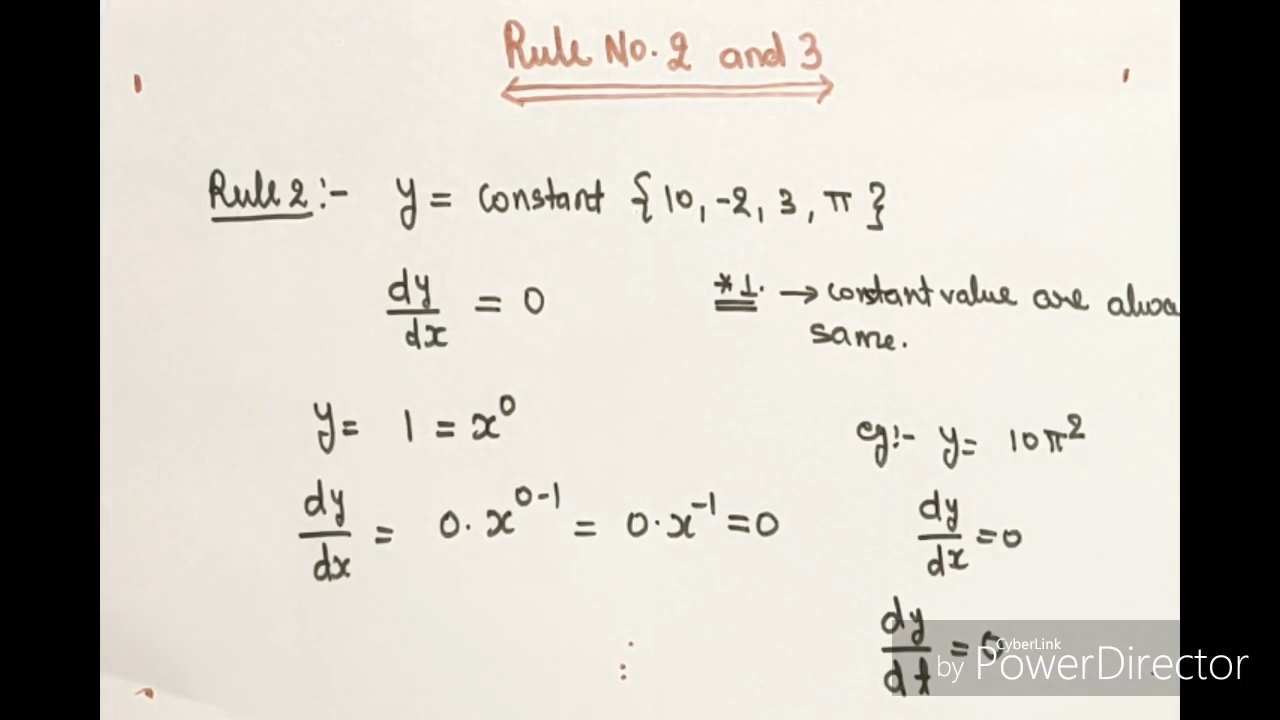 Rule No. 2 and 3
Rule 2 :- y = constant {10, -2, 3, π}
dy/dx = 0
*1. → constant value are
same.
y = 1 = x⁰
dy/dx = 0·x⁰⁻¹ = 0·x⁻¹ = 0
eg:- y = 10π²
dy/dx = 0
dy/dt =
CyberLink
by PowerDirector